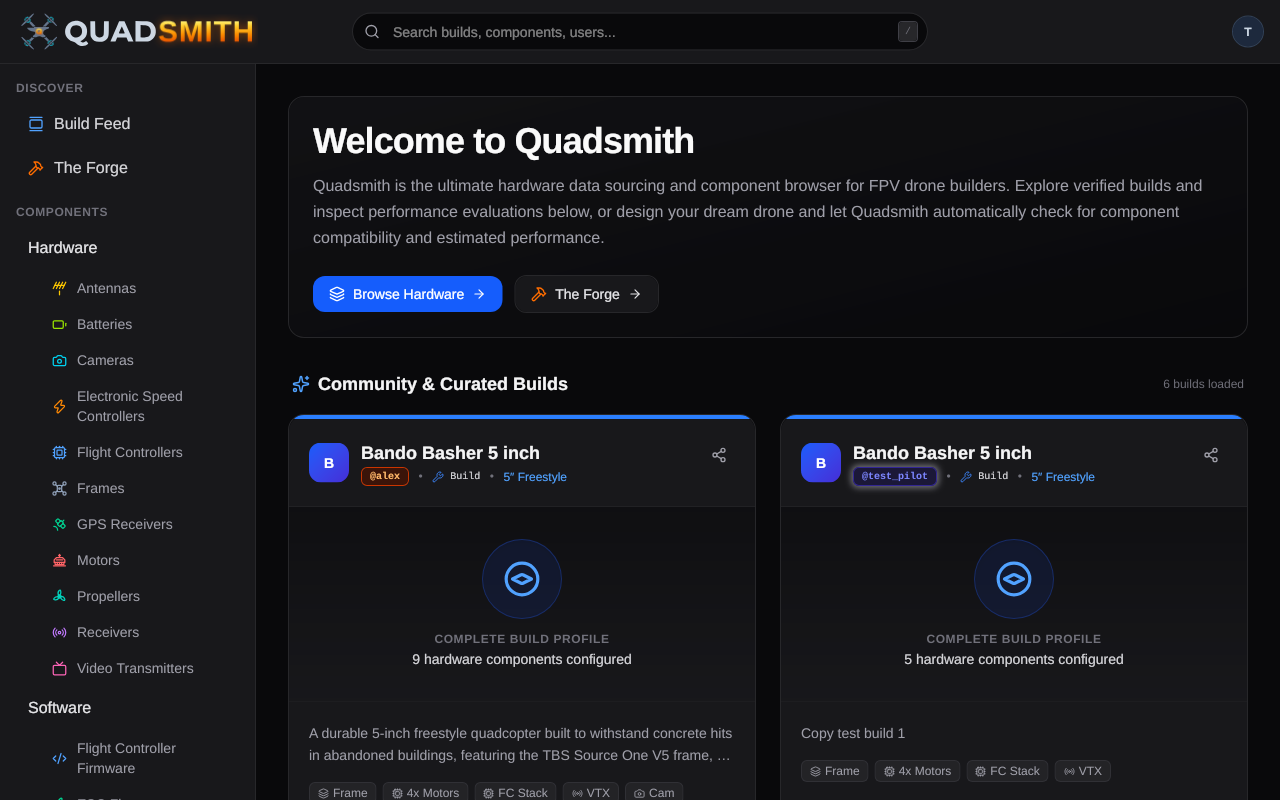 QUADSMITH
Search builds, components, users...
/
T
DISCOVER
Build Feed
The Forge
COMPONENTS
Hardware
Antennas
Batteries
Cameras
Electronic Speed
Controllers
Flight Controllers
Frames
GPS Receivers
Motors
Propellers
Receivers
Video Transmitters
Software
Flight Controller
Firmware
Welcome to Quadsmith
Quadsmith is the ultimate hardware data sourcing and component browser for FPV drone builders. Explore verified builds and
inspect performance evaluations below, or design your dream drone and let Quadsmith automatically check for component
compatibility and estimated performance.
Browse Hardware
The Forge
Community & Curated Builds
6 builds loaded
B
Bando Basher 5 inch
@alex • Build • 5″ Freestyle
COMPLETE BUILD PROFILE
9 hardware components configured
A durable 5-inch freestyle quadcopter built to withstand concrete hits
in abandoned buildings, featuring the TBS Source One V5 frame, …
Frame 4x Motors FC Stack VTX Cam
B
Bando Basher 5 inch
@test_pilot • Build • 5″ Freestyle
COMPLETE BUILD PROFILE
5 hardware components configured
Copy test build 1
Frame 4x Motors FC Stack VTX